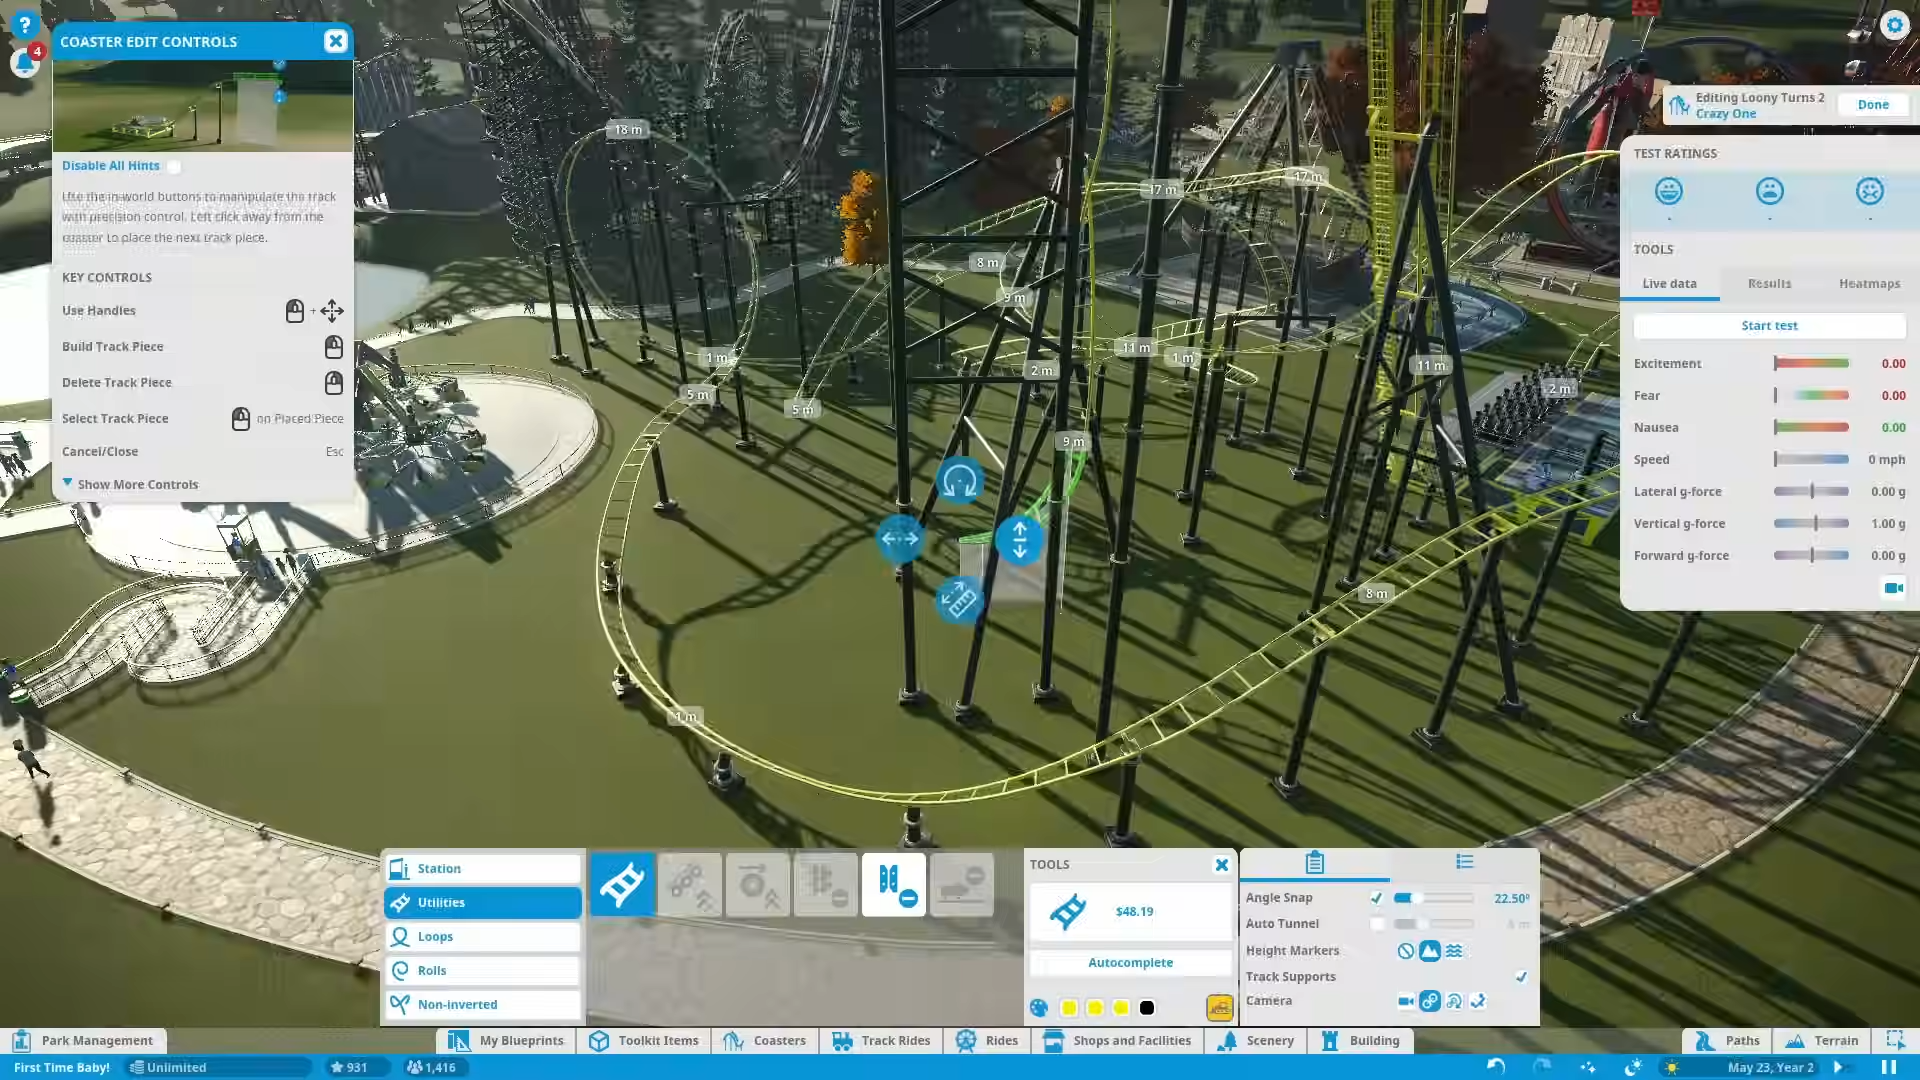 ?
4
COASTER EDIT CONTROLS
Disable All Hints
Use the in-world buttons to manipulate the track
with precision control. Left click away from the
coaster to place the next track piece.
KEY CONTROLS
Use Handles
+
Build Track Piece
Delete Track Piece
Select Track Piece
on Placed Piece
Cancel/Close
Esc
Show More Controls
18 m
17 m
17 m
8 m
9 m
11 m
1 m
1 m
2 m
11 m
2 m
5 m
5 m
9 m
8 m
1 m
Editing Loony Turns 2
Crazy One
Done
TEST RATINGS
-
-
-
TOOLS
Live data
Results
Heatmaps
Start test
Excitement 0.00
Fear 0.00
Nausea 0.00
Speed 0 mph
Lateral g-force 0.00 g
Vertical g-force 1.00 g
Forward g-force 0.00 g
Station
Utilities
Loops
Rolls
Non-inverted
TOOLS
$48.19
Autocomplete
Angle Snap 22.50°
Auto Tunnel
Height Markers
Track Supports
Camera
Park Management
My Blueprints
Toolkit Items
Coasters
Track Rides
Rides
Shops and Facilities
Scenery
Building
Paths
Terrain
First Time Baby!
Unlimited
931
1,416
May 23, Year 2